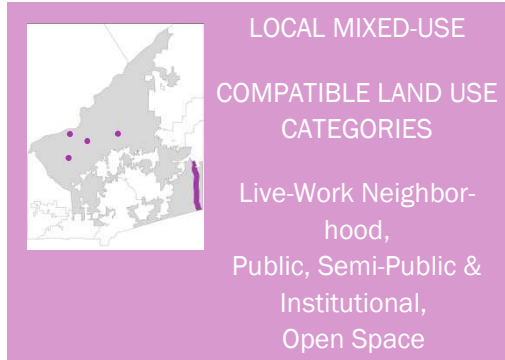 LOCAL MIXED-USE
COMPATIBLE LAND USE
CATEGORIES
Live-Work Neighbor-
hood,
Public, Semi-Public &
Institutional,
Open Space